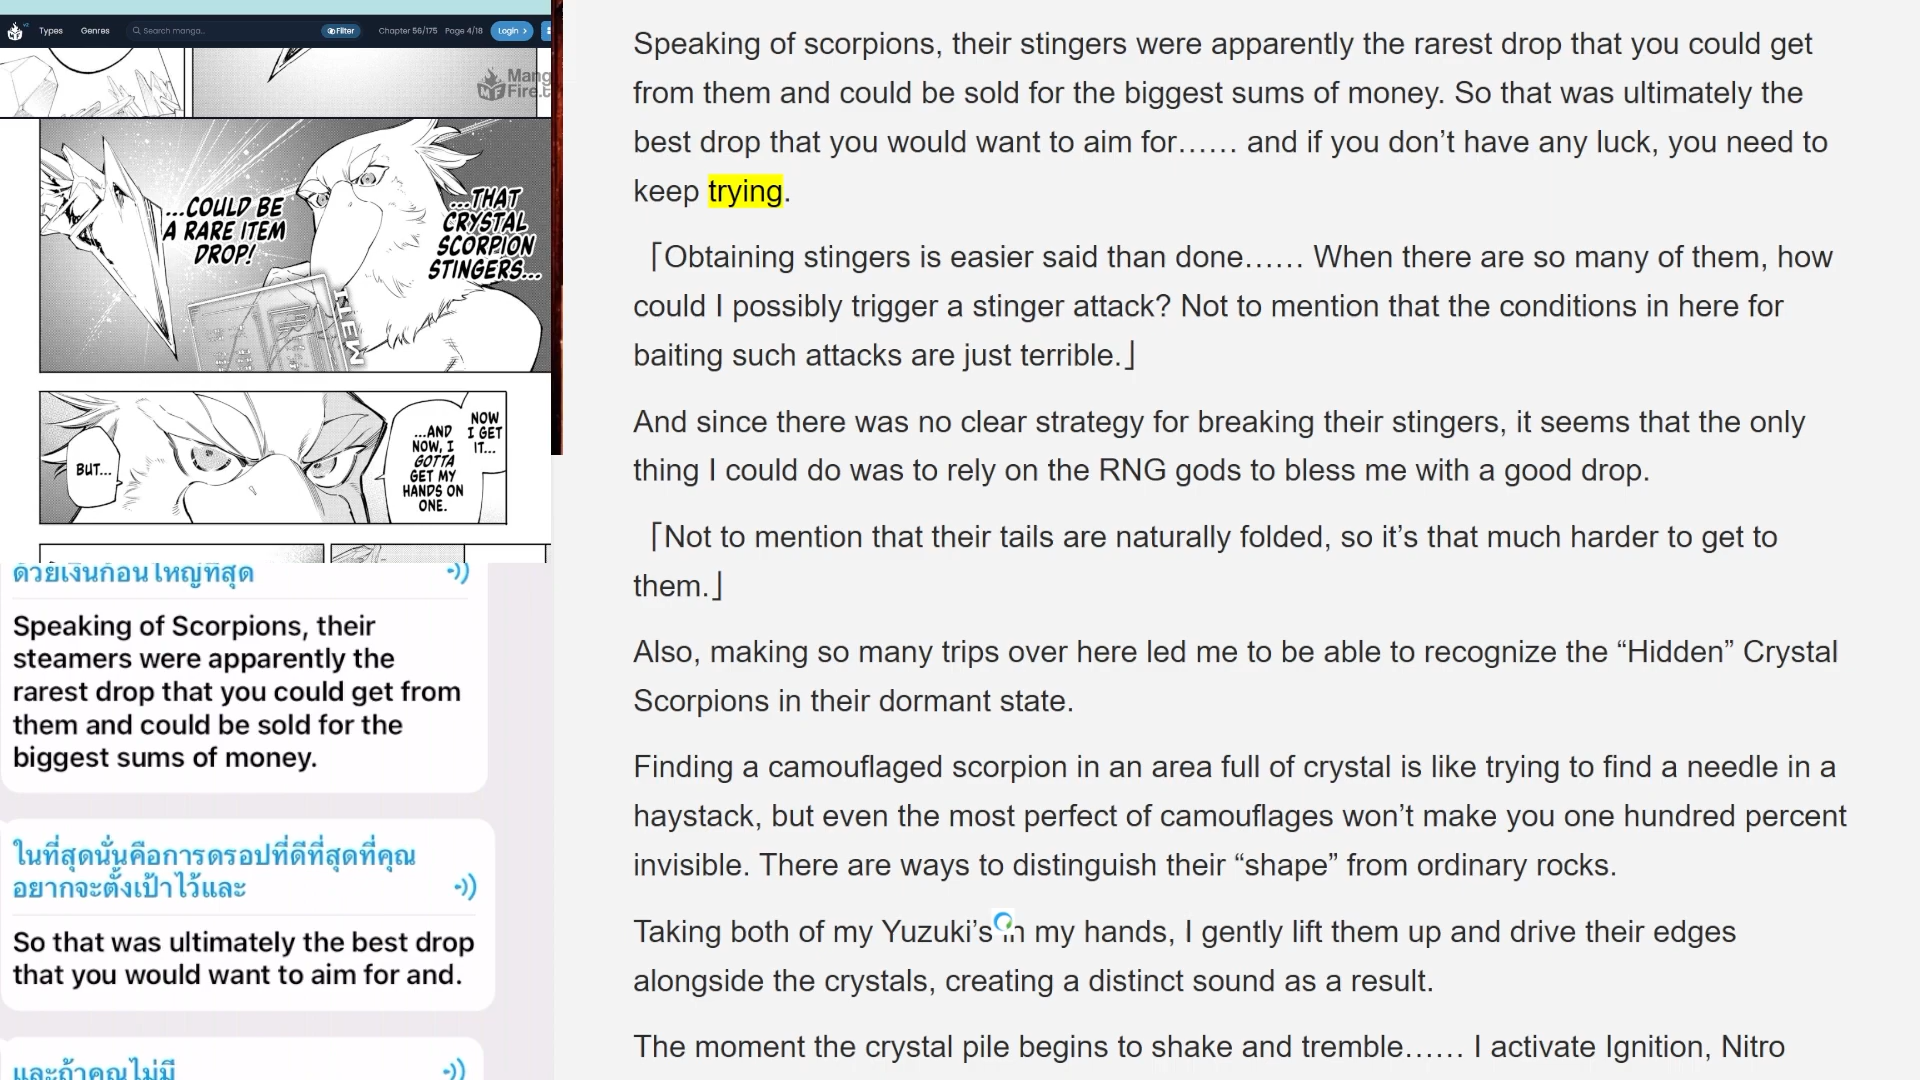 Types Genres Search manga... Filter Chapter 56/175 Page 4/18 Login
...COULD BE
A RARE ITEM
DROP!
...THAT
CRYSTAL
SCORPION
STINGERS...
ITEM
NOW
I GET
IT...
...AND
NOW, I
GOTTA
GET MY
HANDS ON
ONE.
BUT...
ด้วยเงินก้อนใหญ่ที่สุด
Speaking of Scorpions, their
steamers were apparently the
rarest drop that you could get from
them and could be sold for the
biggest sums of money.
ในที่สุดนั่นคือการดรอปที่ดีที่สุดที่คุณ
อยากจะตั้งเป้าไว้และ
So that was ultimately the best drop
that you would want to aim for and.
และถ้าคุณไม่มี
Speaking of scorpions, their stingers were apparently the rarest drop that you could get
from them and could be sold for the biggest sums of money. So that was ultimately the
best drop that you would want to aim for…… and if you don’t have any luck, you need to
keep trying.
「Obtaining stingers is easier said than done…… When there are so many of them, how
could I possibly trigger a stinger attack? Not to mention that the conditions in here for
baiting such attacks are just terrible.」
And since there was no clear strategy for breaking their stingers, it seems that the only
thing I could do was to rely on the RNG gods to bless me with a good drop.
「Not to mention that their tails are naturally folded, so it’s that much harder to get to
them.」
Also, making so many trips over here led me to be able to recognize the “Hidden” Crystal
Scorpions in their dormant state.
Finding a camouflaged scorpion in an area full of crystal is like trying to find a needle in a
haystack, but even the most perfect of camouflages won’t make you one hundred percent
invisible. There are ways to distinguish their “shape” from ordinary rocks.
Taking both of my Yuzuki’s in my hands, I gently lift them up and drive their edges
alongside the crystals, creating a distinct sound as a result.
The moment the crystal pile begins to shake and tremble…… I activate Ignition, Nitro